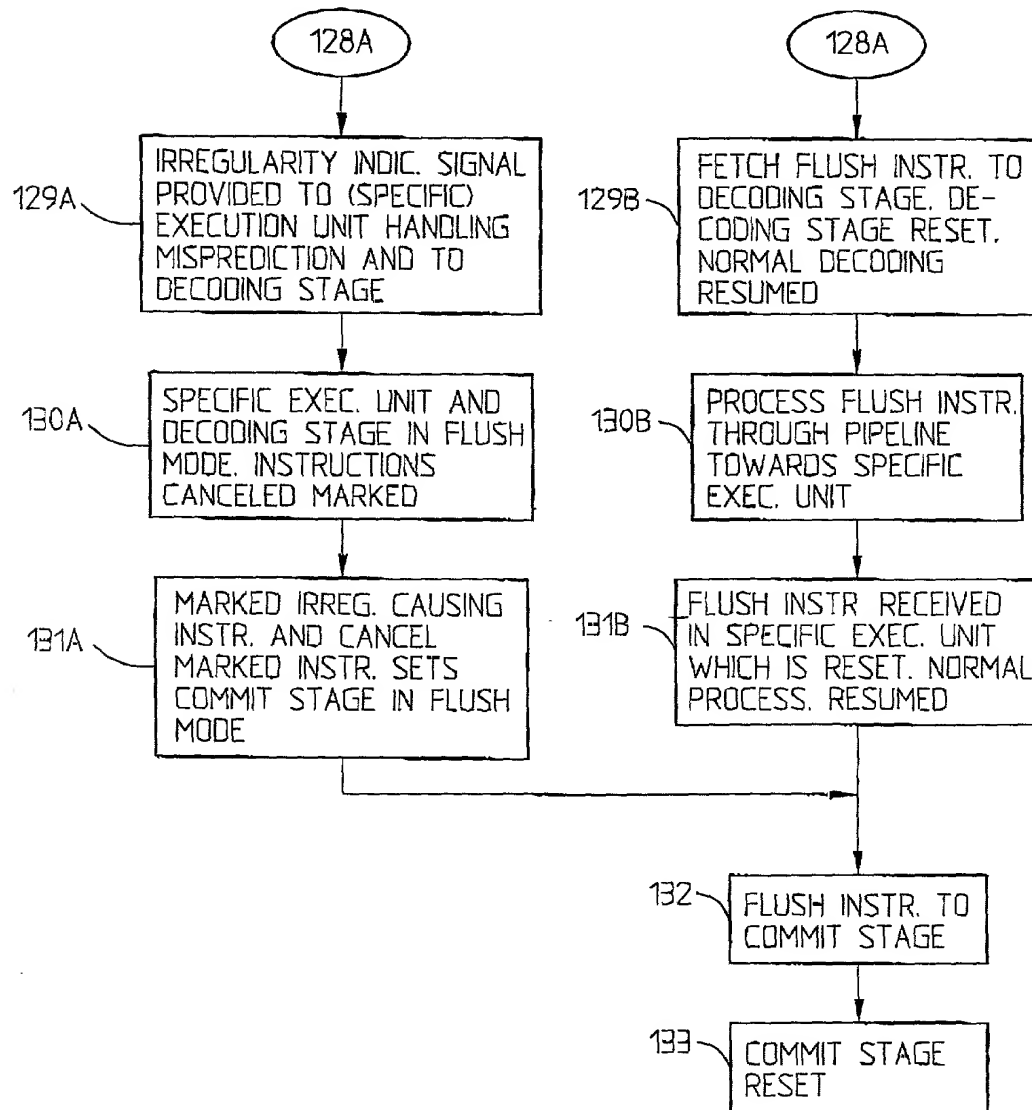 128A
129A
IRREGULARITY INDIC. SIGNAL
PROVIDED TO (SPECIFIC)
EXECUTION UNIT HANDLING
MISPREDICTION AND TO
DECODING STAGE
130A
SPECIFIC EXEC. UNIT AND
DECODING STAGE IN FLUSH
MODE. INSTRUCTIONS
CANCELED MARKED
131A
MARKED IRREG. CAUSING
INSTR. AND CANCEL
MARKED INSTR. SETS
COMMIT STAGE IN FLUSH
MODE
128A
129B
FETCH FLUSH INSTR. TO
DECODING STAGE. DE-
CODING STAGE RESET.
NORMAL DECODING
RESUMED
130B
PROCESS FLUSH INSTR.
THROUGH PIPELINE
TOWARDS SPECIFIC
EXEC. UNIT
131B
FLUSH INSTR RECEIVED
IN SPECIFIC EXEC. UNIT
WHICH IS RESET. NORMAL
PROCESS. RESUMED
132
FLUSH INSTR. TO
COMMIT STAGE
133
COMMIT STAGE
RESET